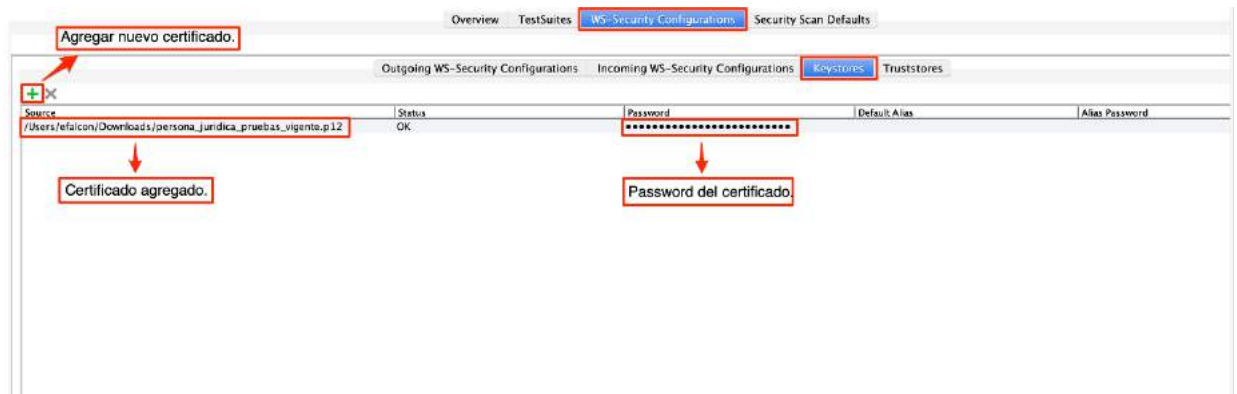 Overview TestSuites WS-Security Configurations Security Scan Defaults
Agregar nuevo certificado.
Outgoing WS-Security Configurations Incoming WS-Security Configurations Keystores Truststores
Source Status Password Default Alias Alias Password
/Users/efalcon/Downloads/persona_juridica_pruebas_vigente.p12 OK •••••••••••••••••••••••••
Certificado agregado. Password del certificado.